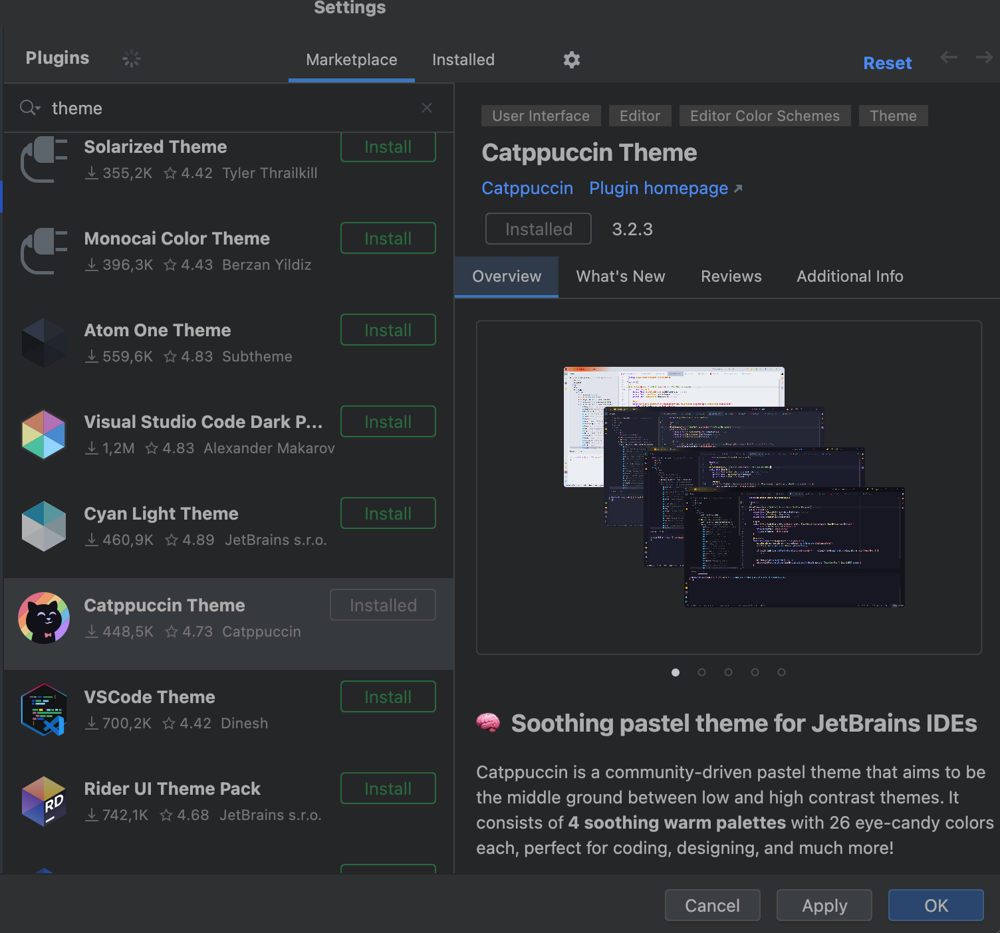 Settings
Plugins
Marketplace
Installed
Reset
theme
Solarized Theme
Install
355,2K 4.42 Tyler Thrailkill
Monocai Color Theme
Install
396,3K 4.43 Berzan Yildiz
Atom One Theme
Install
559,6K 4.83 Subtheme
Visual Studio Code Dark P...
Install
1,2M 4.83 Alexander Makarov
Cyan Light Theme
Install
460,9K 4.89 JetBrains s.r.o.
Catppuccin Theme
Installed
448,5K 4.73 Catppuccin
VSCode Theme
Install
700,2K 4.42 Dinesh
RD
Rider UI Theme Pack
Install
742,1K 4.68 JetBrains s.r.o.
User Interface
Editor
Editor Color Schemes
Theme
Catppuccin Theme
Catppuccin Plugin homepage
Installed
3.2.3
Overview
What's New
Reviews
Additional Info
Soothing pastel theme for JetBrains IDEs
Catppuccin is a community-driven pastel theme that aims to be
the middle ground between low and high contrast themes. It
consists of 4 soothing warm palettes with 26 eye-candy colors
each, perfect for coding, designing, and much more!
Cancel
Apply
OK